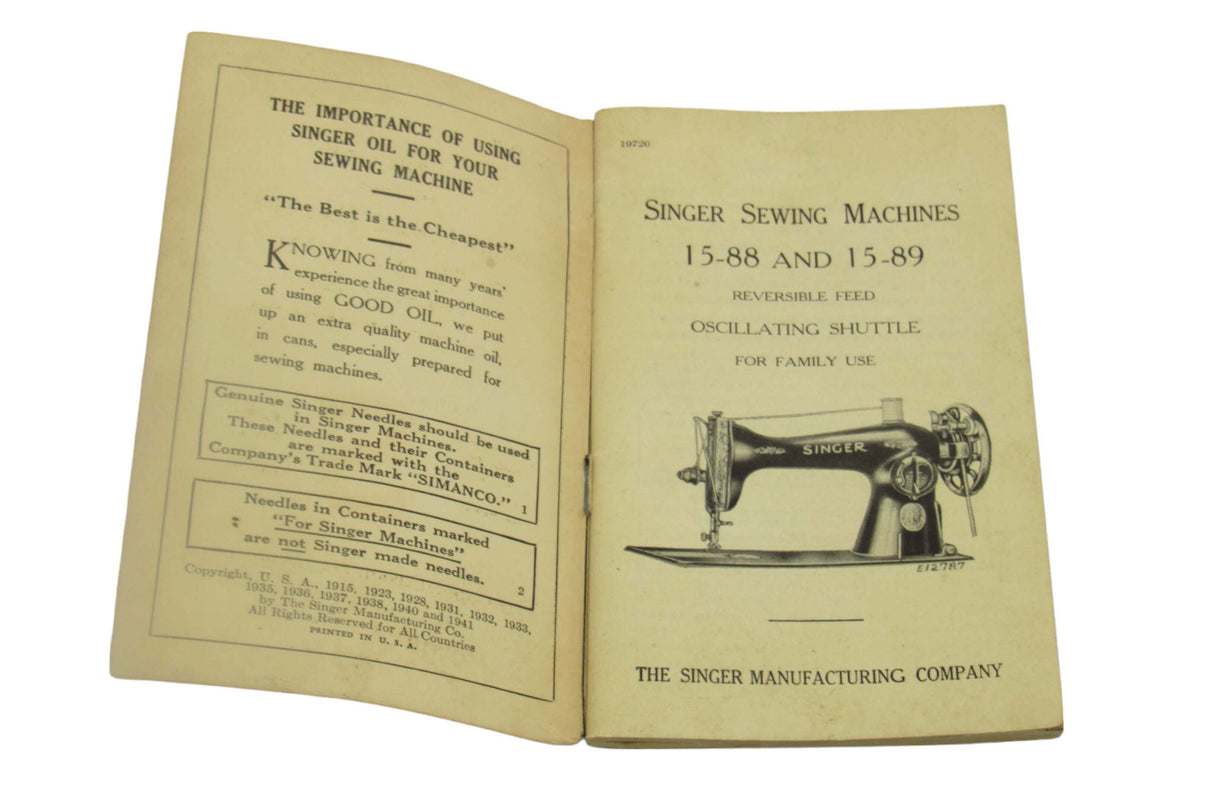 THE IMPORTANCE OF USING
SINGER OIL FOR YOUR
SEWING MACHINE
“The Best is the Cheapest”
KNOWING from many years’
experience the great importance
of using GOOD OIL, we put
up an extra quality machine oil,
in cans, especially prepared for
sewing machines.
Genuine Singer Needles should be used
in Singer Machines.
These Needles and their Containers
are marked with the
Company’s Trade Mark “SIMANCO.” 1
Needles in Containers marked
“For Singer Machines”
are not Singer made needles. 2
Copyright, U. S. A., 1915, 1923, 1928, 1931, 1932, 1933,
1935, 1936, 1937, 1938, 1940 and 1941
by The Singer Manufacturing Co.
All Rights Reserved for All Countries
PRINTED IN U. S. A.
19720
SINGER SEWING MACHINES
15-88 AND 15-89
REVERSIBLE FEED
OSCILLATING SHUTTLE
FOR FAMILY USE
SINGER
E12787
THE SINGER MANUFACTURING COMPANY